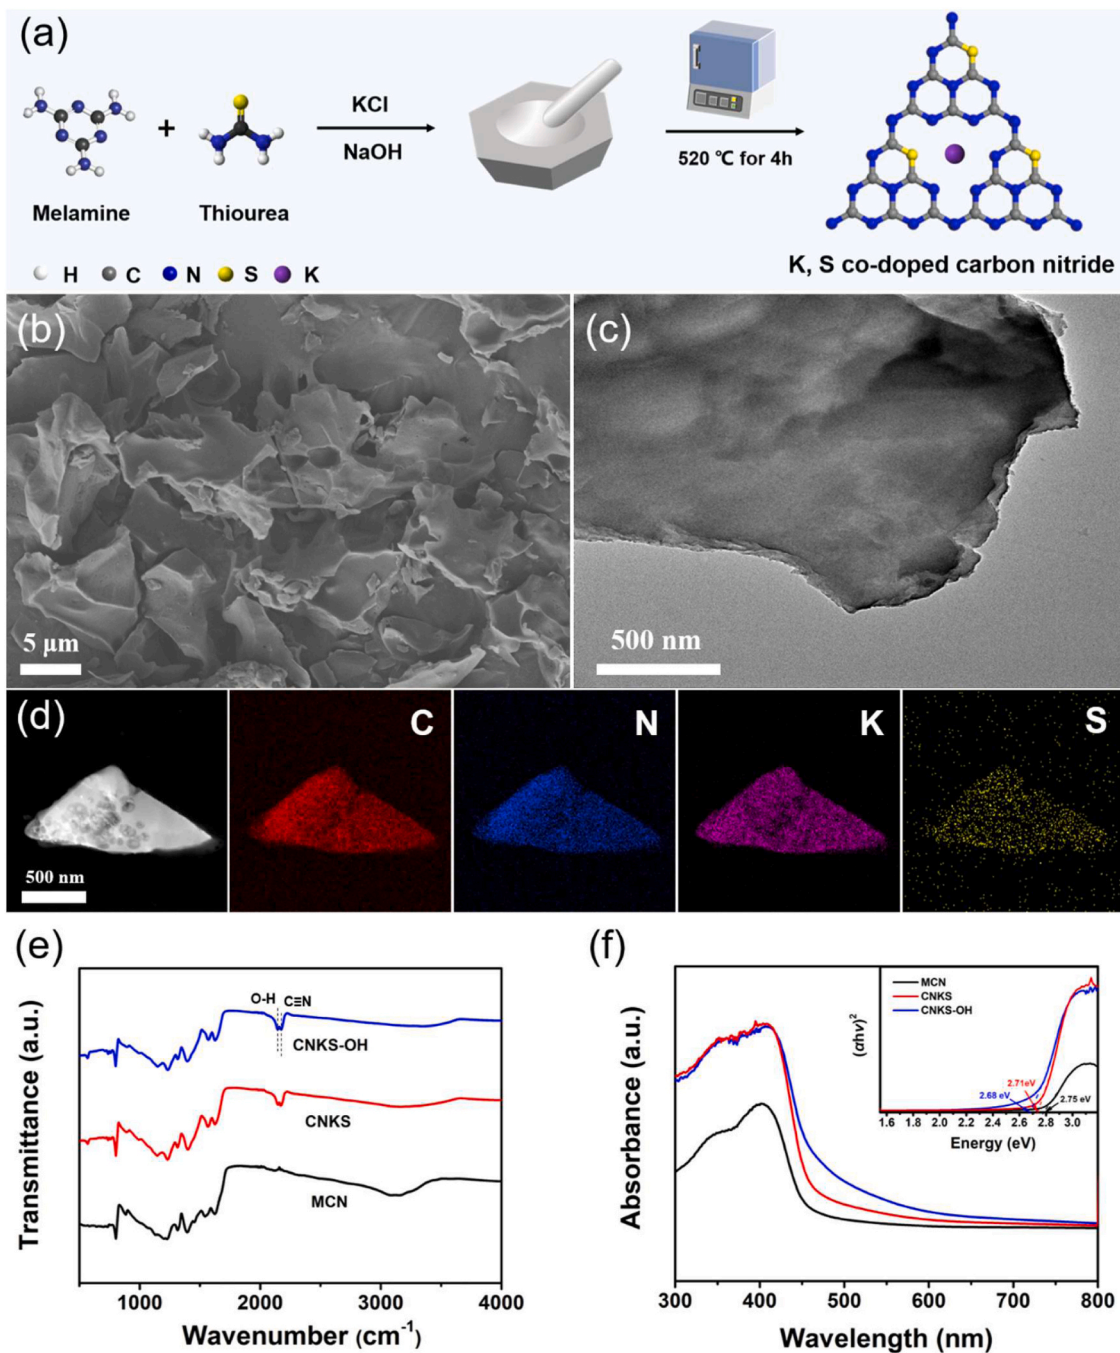 (a)
KCl
NaOH
+
520 ℃ for 4h
Melamine
Thiourea
H
C
N
S
K
K, S co-doped carbon nitride
(b)
5 μm
(c)
500 nm
(d)
500 nm
C
N
K
S
(e)
Transmittance (a.u.)
O-H
C≡N
CNKS-OH
CNKS
MCN
1000
2000
3000
4000
Wavenumber (cm⁻¹)
(f)
Absorbance (a.u.)
MCN
CNKS
CNKS-OH
(αhν)²
2.71eV
2.68 eV
2.75 eV
1.6
1.8
2.0
2.2
2.4
2.6
2.8
3.0
Energy (eV)
300
400
500
600
700
800
Wavelength (nm)